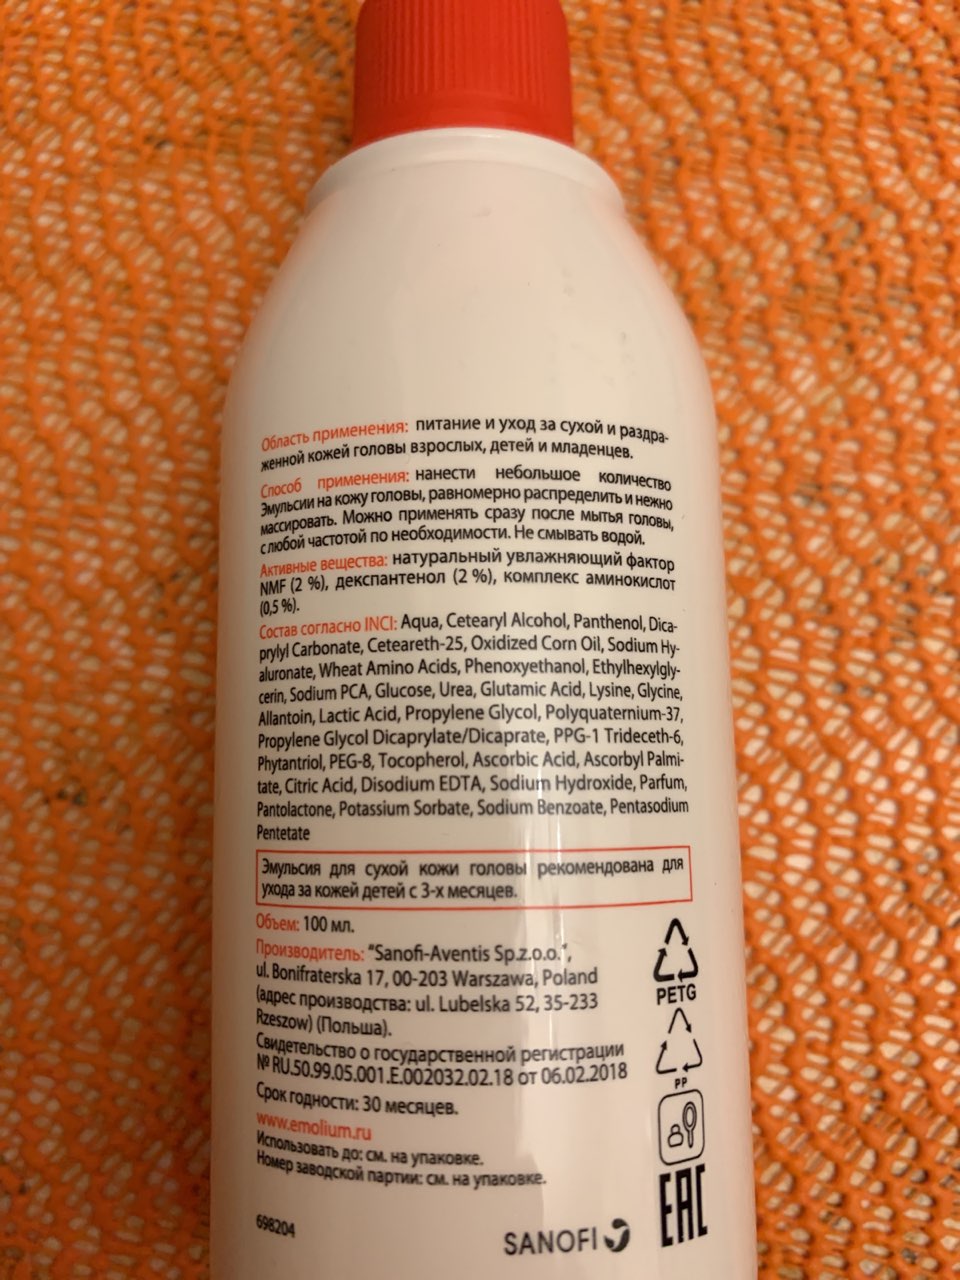 Область применения: питание и уход за сухой и раздра-
женной кожей головы взрослых, детей и младенцев.
Способ применения: нанести небольшое количество
Эмульсии на кожу головы, равномерно распределить и нежно
массировать. Можно применять сразу после мытья головы,
с любой частотой по необходимости. Не смывать водой.
Активные вещества: натуральный увлажняющий фактор
NMF (2 %), декспантенол (2 %), комплекс аминокислот
(0,5 %).
Состав согласно INCI: Aqua, Cetearyl Alcohol, Panthenol, Dica-
prylyl Carbonate, Ceteareth-25, Oxidized Corn Oil, Sodium Hy-
aluronate, Wheat Amino Acids, Phenoxyethanol, Ethylhexylgly-
cerin, Sodium PCA, Glucose, Urea, Glutamic Acid, Lysine, Glycine,
Allantoin, Lactic Acid, Propylene Glycol, Polyquaternium-37,
Propylene Glycol Dicaprylate/Dicaprate, PPG-1 Trideceth-6,
Phytantriol, PEG-8, Tocopherol, Ascorbic Acid, Ascorbyl Palmi-
tate, Citric Acid, Disodium EDTA, Sodium Hydroxide, Parfum,
Pantolactone, Potassium Sorbate, Sodium Benzoate, Pentasodium
Pentetate
Эмульсия для сухой кожи головы рекомендована для
ухода за кожей детей с 3-х месяцев.
Объем: 100 мл.
Производитель: "Sanofi-Aventis Sp.z.o.o.",
ul. Bonifraterska 17, 00-203 Warszawa, Poland
(адрес производства: ul. Lubelska 52, 35-233
Rzeszow) (Польша).
Свидетельство о государственной регистрации
№ RU.50.99.05.001.E.002032.02.18 от 06.02.2018
Срок годности: 30 месяцев.
www.emolium.ru
Использовать до: см. на упаковке.
Номер заводской партии: см. на упаковке.
698204
SANOFI
PETG
PP
EAC